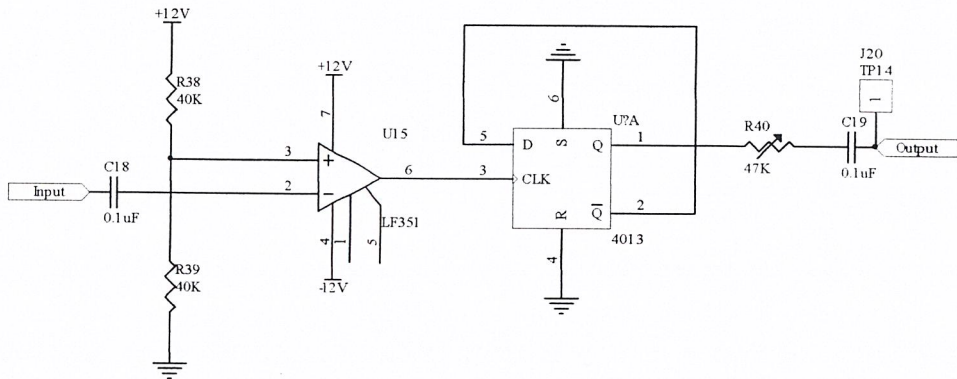 +12V
R38
40K
+12V
7
U15
3
+
2
−
6
LF351
4
1
5
-12V
Input
C18
0.1uF
R39
40K
6
U?A
5
D
S
Q
1
3
CLK
R
Q
2
4013
4
R40
47K
C19
0.1uF
J20
TP14
1
Output